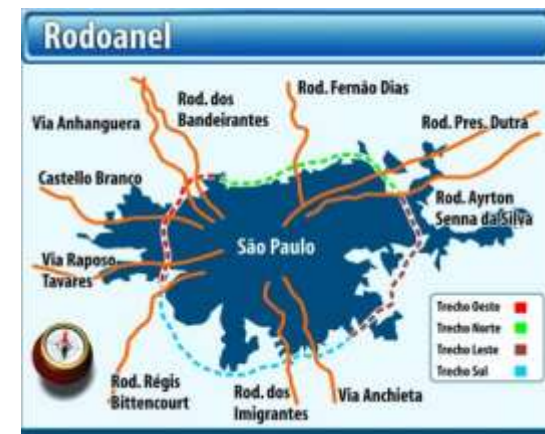 Rodoanel
Rod. Fernão Dias
Rod. dos
Bandeirantes
Via Anhanguera
Rod. Pres. Dutra
Castello Branco
Rod. Ayrton
Senna da Silva
São Paulo
Via Raposo
Tavares
Trecho Oeste
Trecho Norte
Trecho Leste
Trecho Sul
Rod. Régis
Bittencourt
Rod. dos
Imigrantes
Via Anchieta